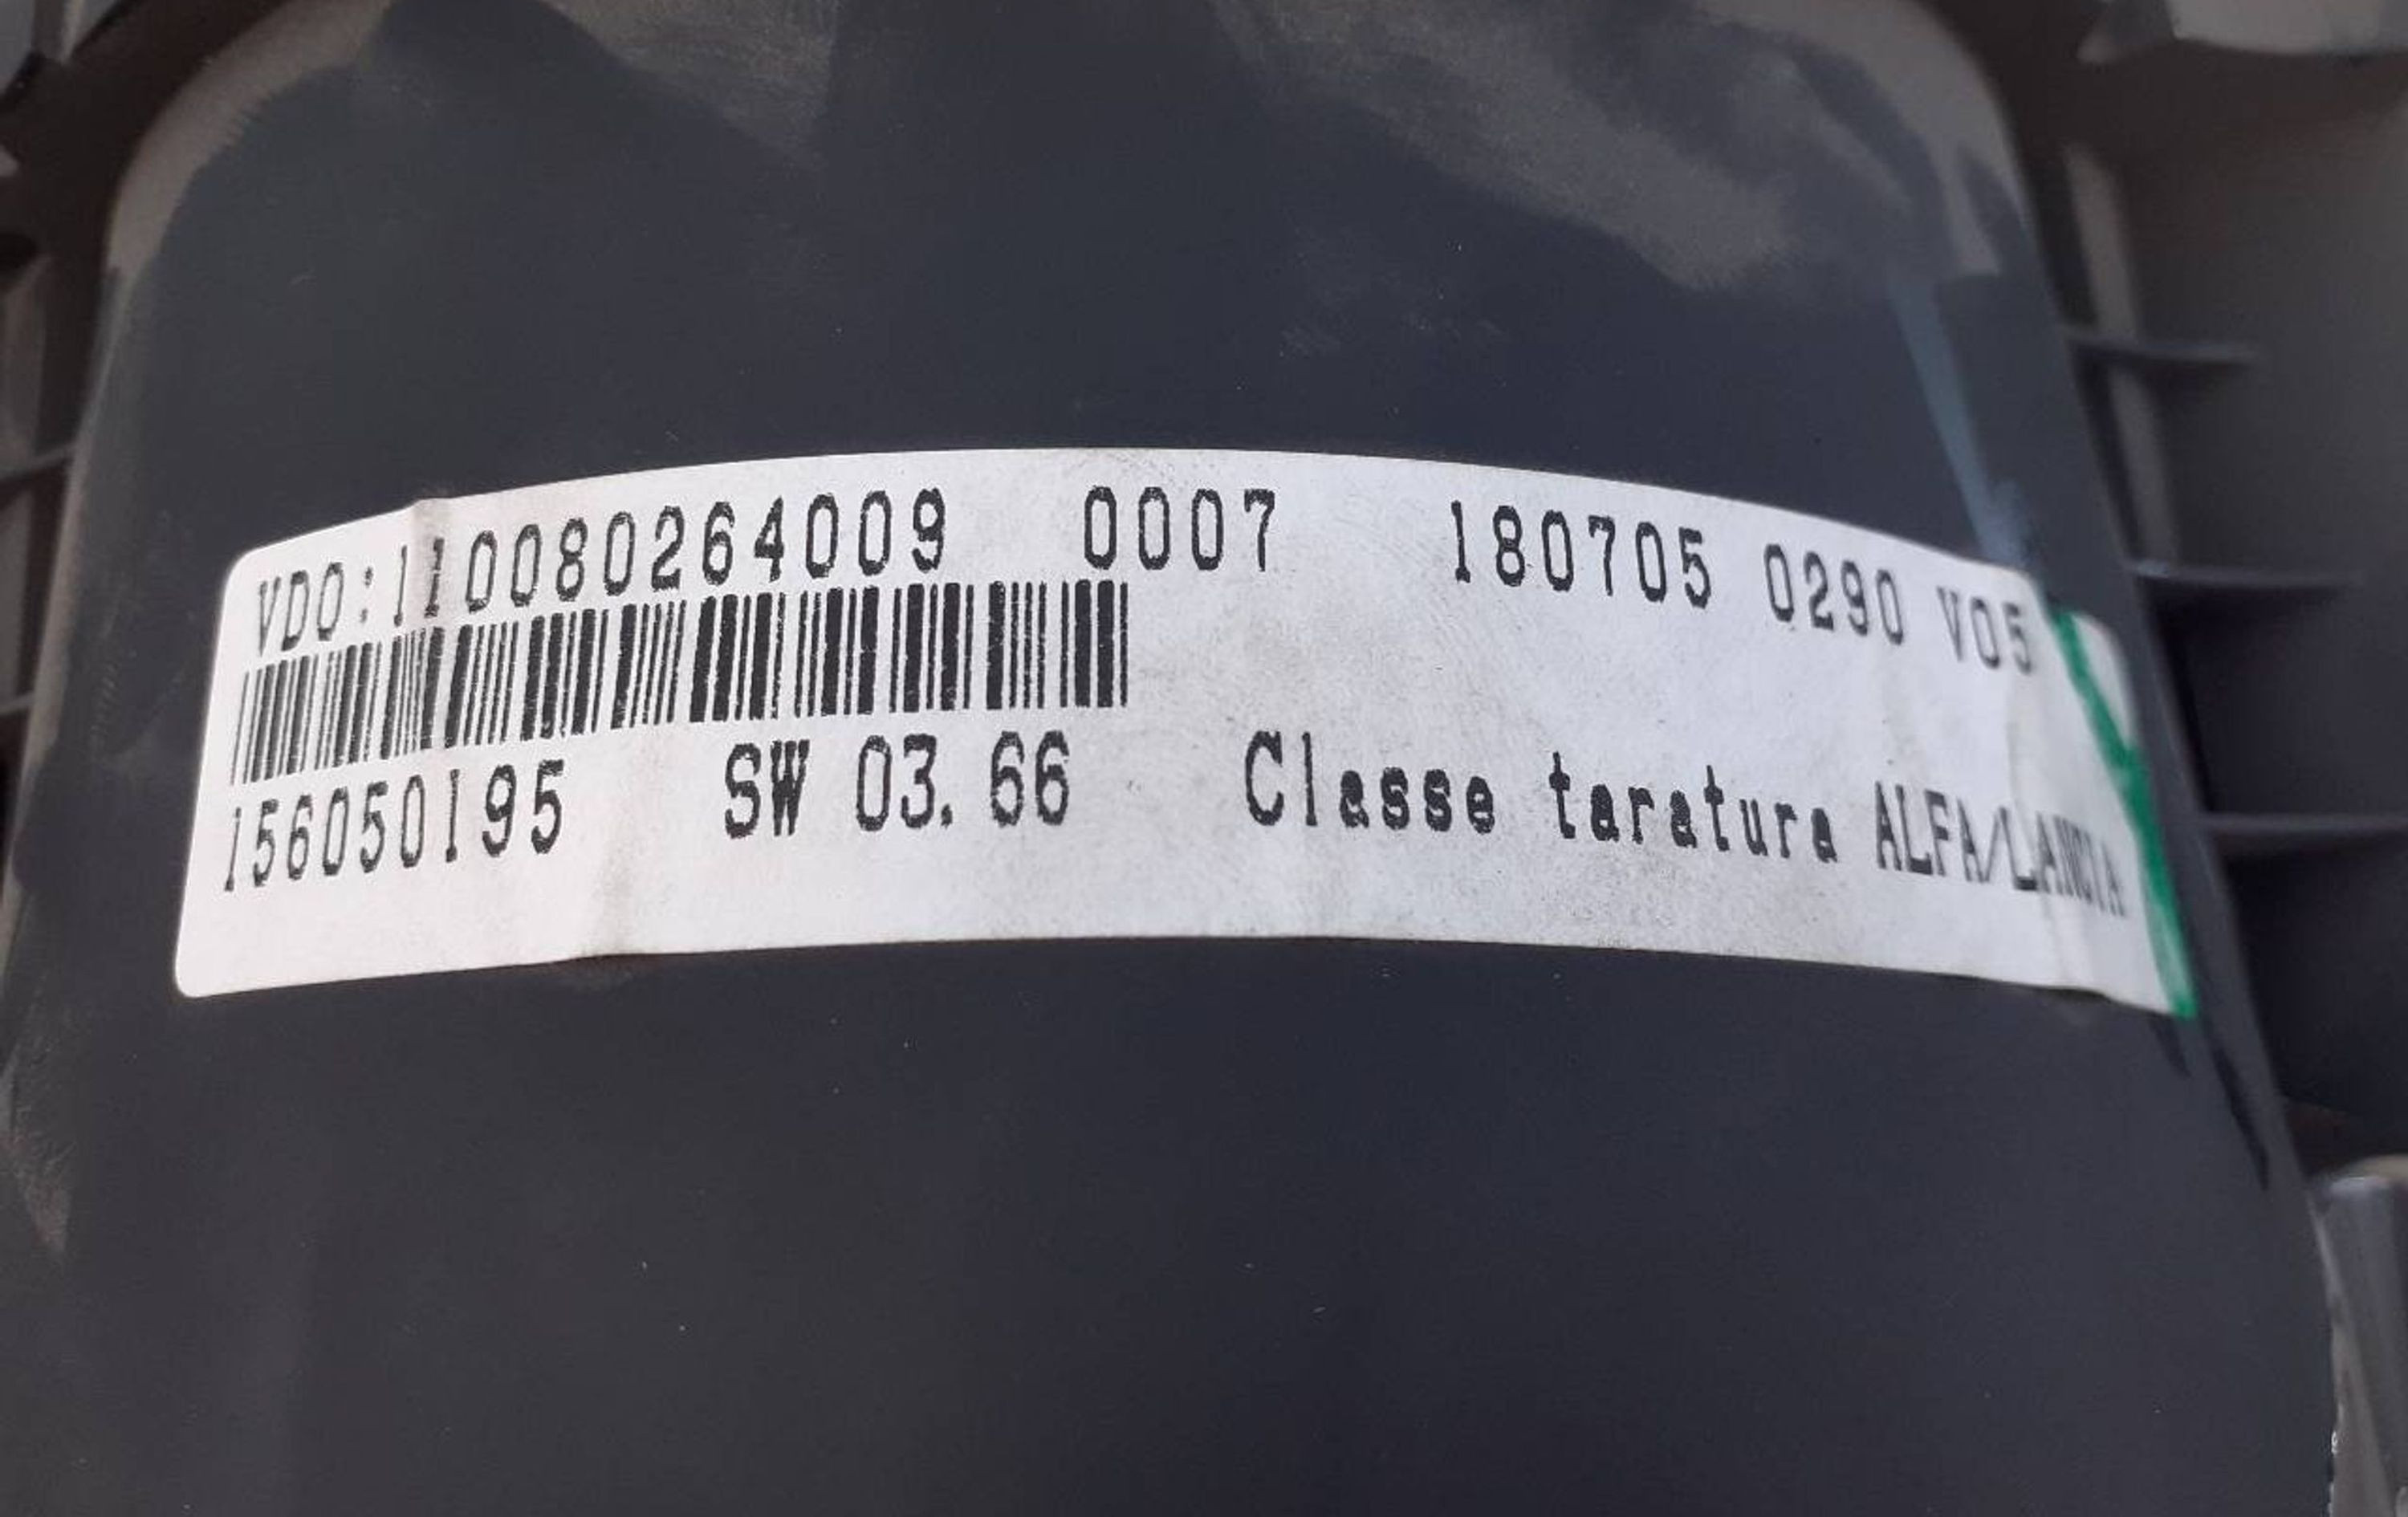 VDO:110080264009 0007 180705 0290 V05
156050195 SW 03.66 Classe taratura ALFA/LANCIA